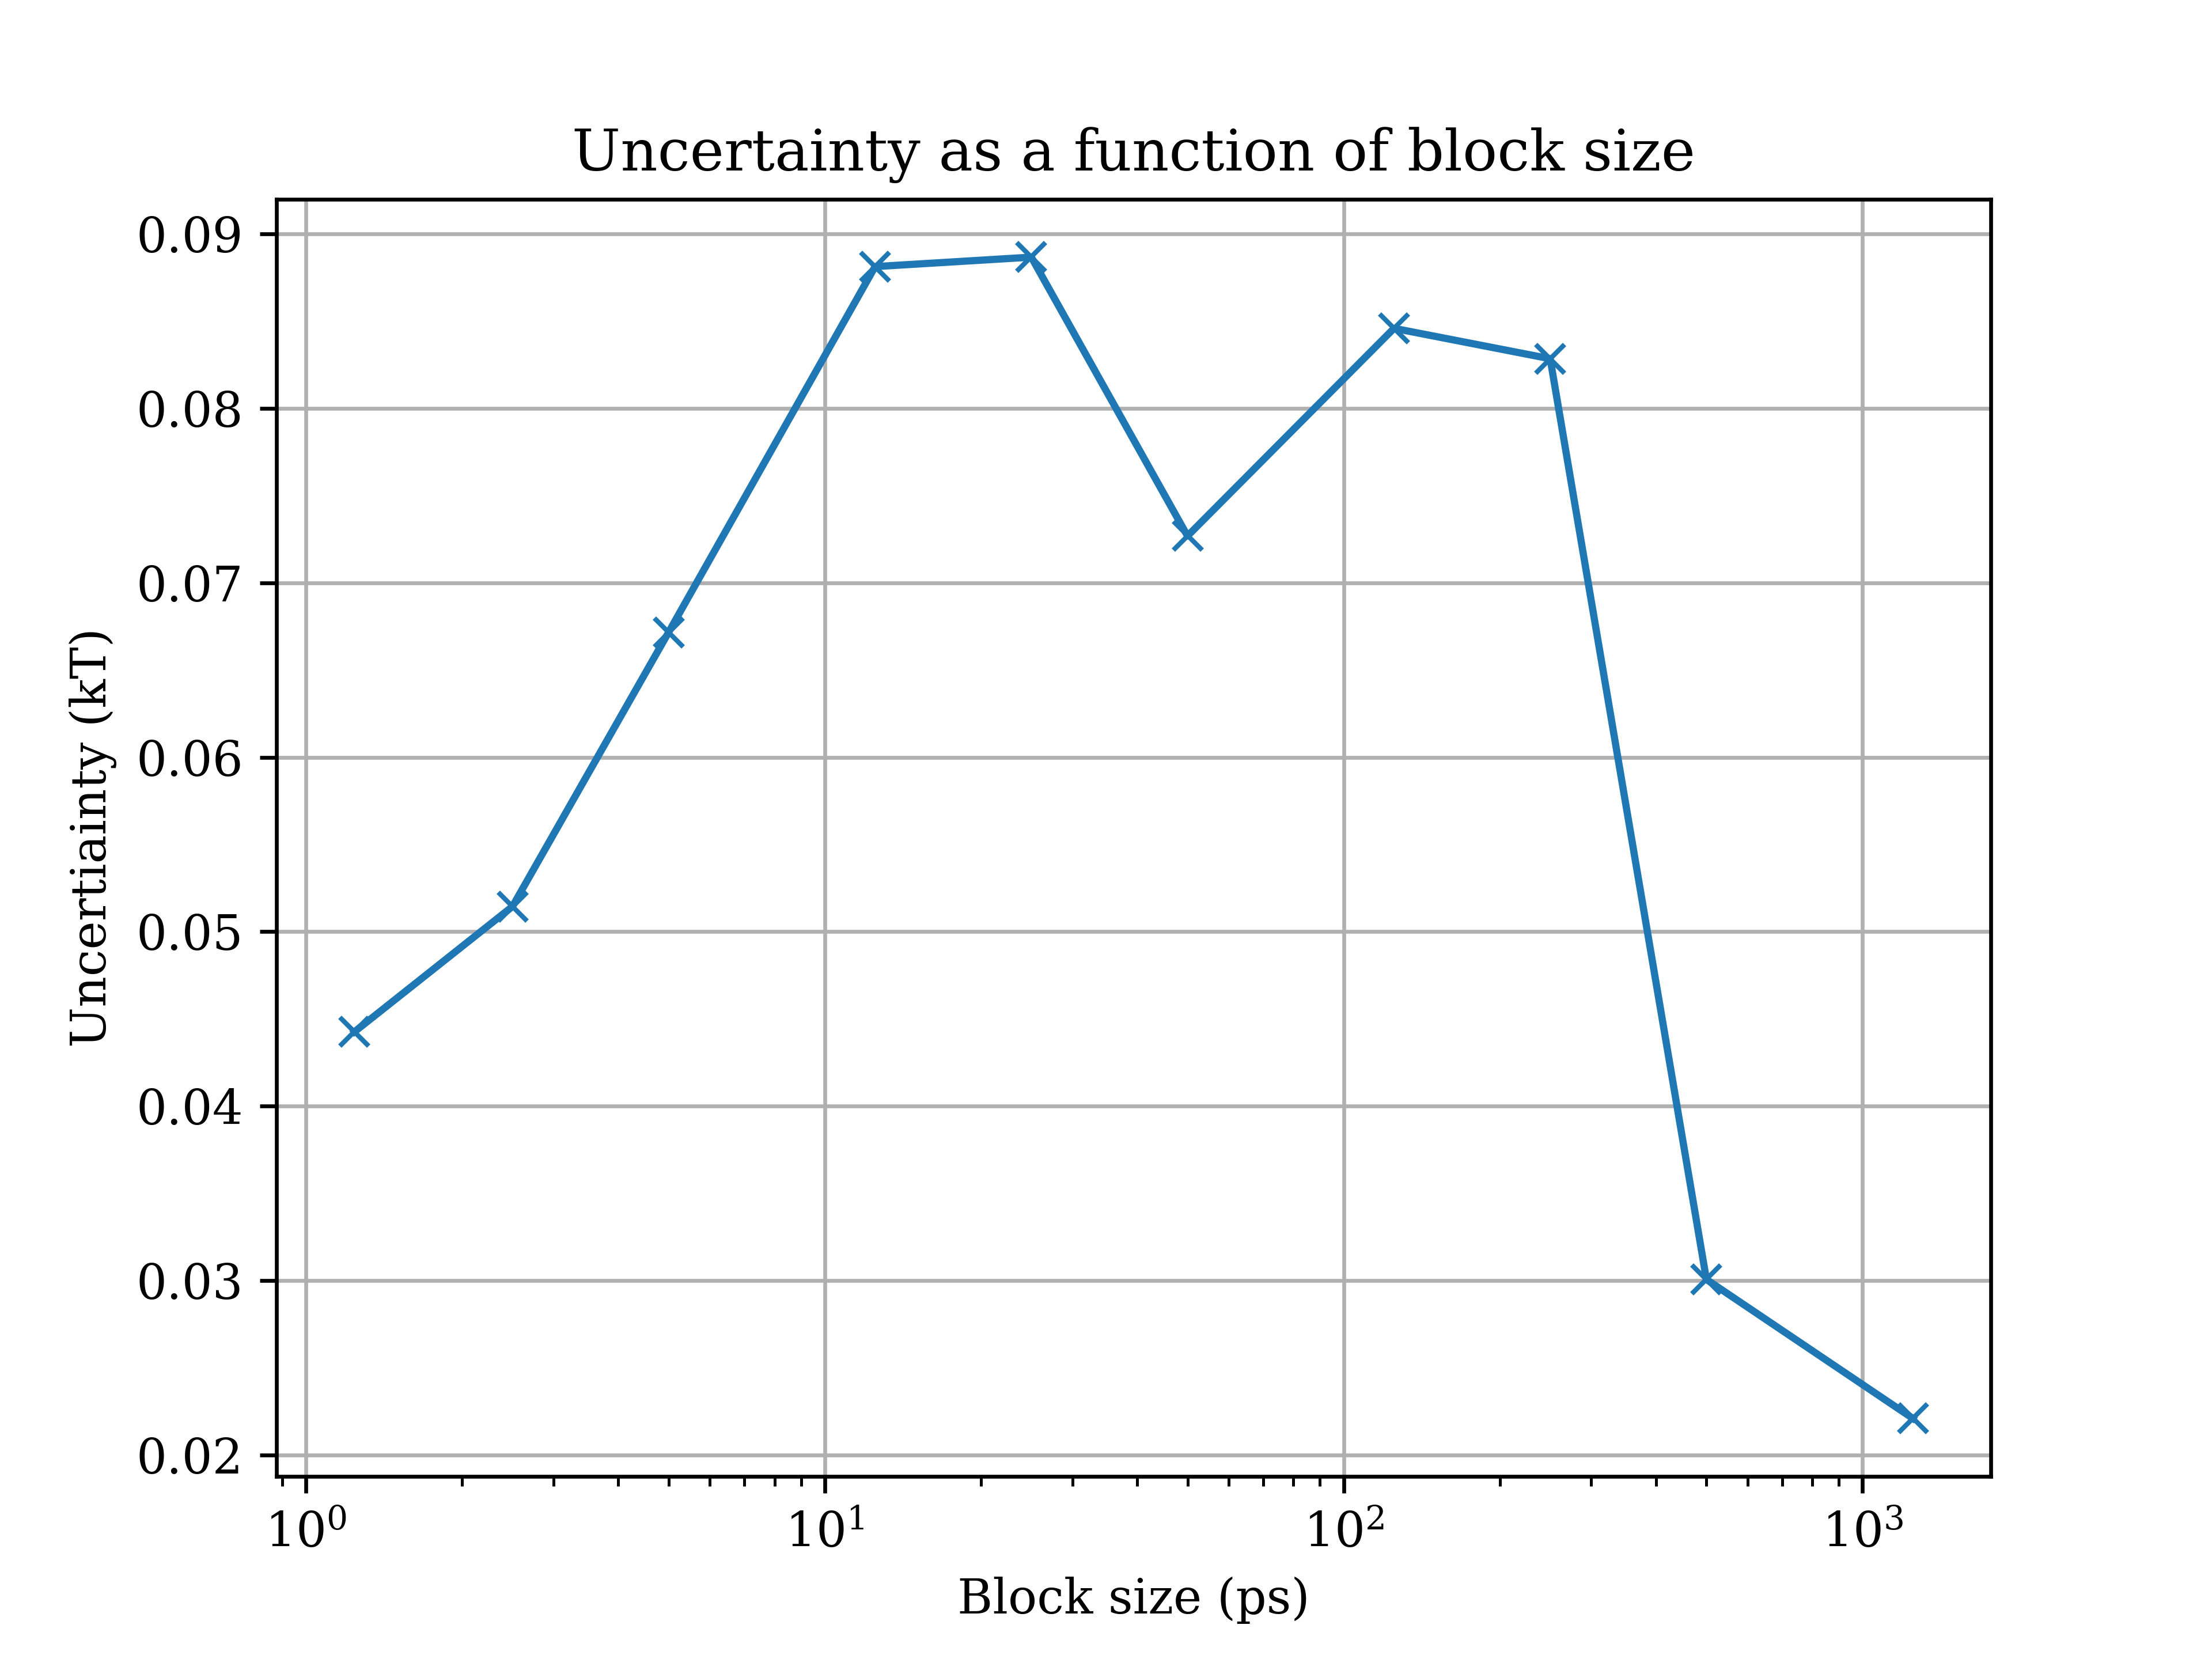 Uncertainty as a function of block size
0.09
0.08
0.07
0.06
0.05
0.04
0.03
0.02
Uncertiainty (kT)
10⁰ 10¹ 10² 10³
Block size (ps)